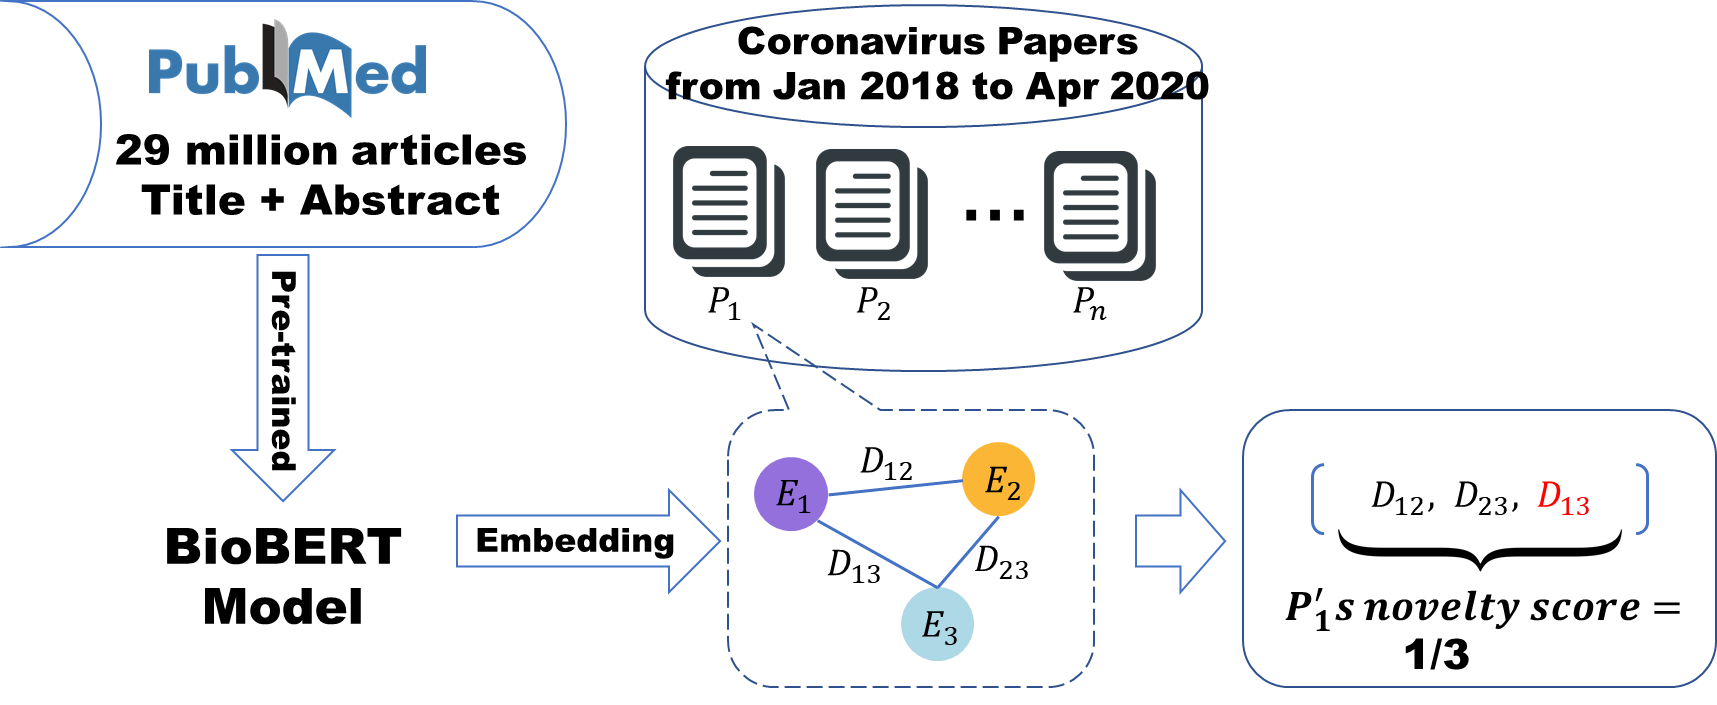 PubMed
29 million articles
Title + Abstract
Pre-trained
BioBERT
Model
Embedding
Coronavirus Papers
from Jan 2018 to Apr 2020
...
P₁
P₂
Pₙ
E₁
D₁₂
E₂
D₁₃
D₂₃
E₃
D₁₂, D₂₃, D₁₃
P₁′s novelty score =
1/3